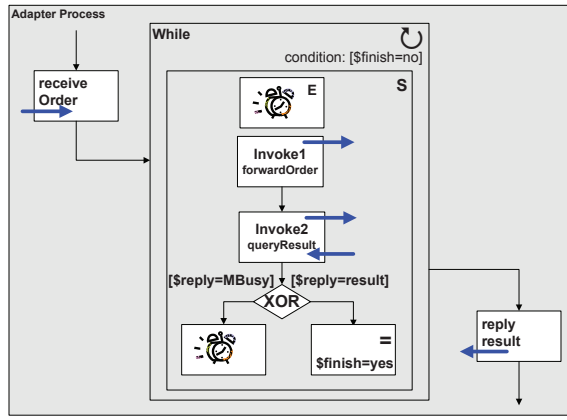 Adapter Process
While
condition: [$finish=no]
receive
Order
E
S
Invoke1
forwardOrder
Invoke2
queryResult
[$reply=MBusy] [$reply=result]
XOR
=
$finish=yes
reply
result